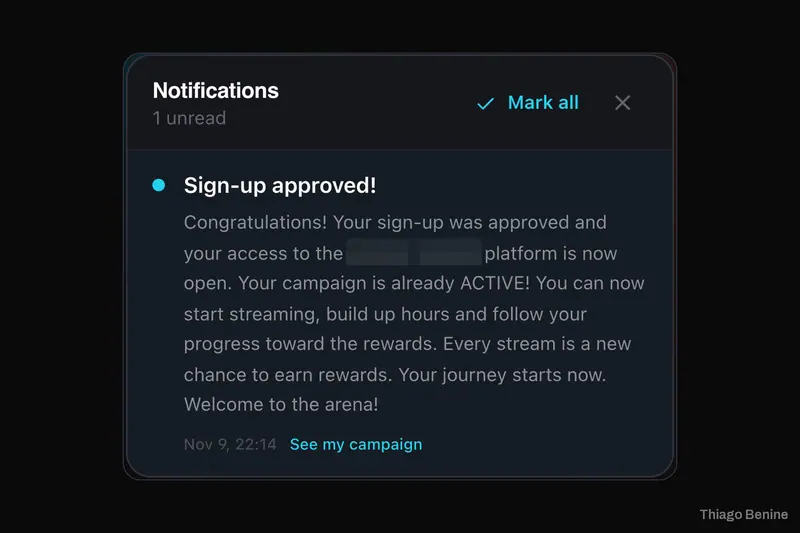 Notifications
1 unread
Mark all
Sign-up approved!
Congratulations! Your sign-up was approved and
your access to the platform is now
open. Your campaign is already ACTIVE! You can now
start streaming, build up hours and follow your
progress toward the rewards. Every stream is a new
chance to earn rewards. Your journey starts now.
Welcome to the arena!
Nov 9, 22:14 See my campaign
Thiago Benine